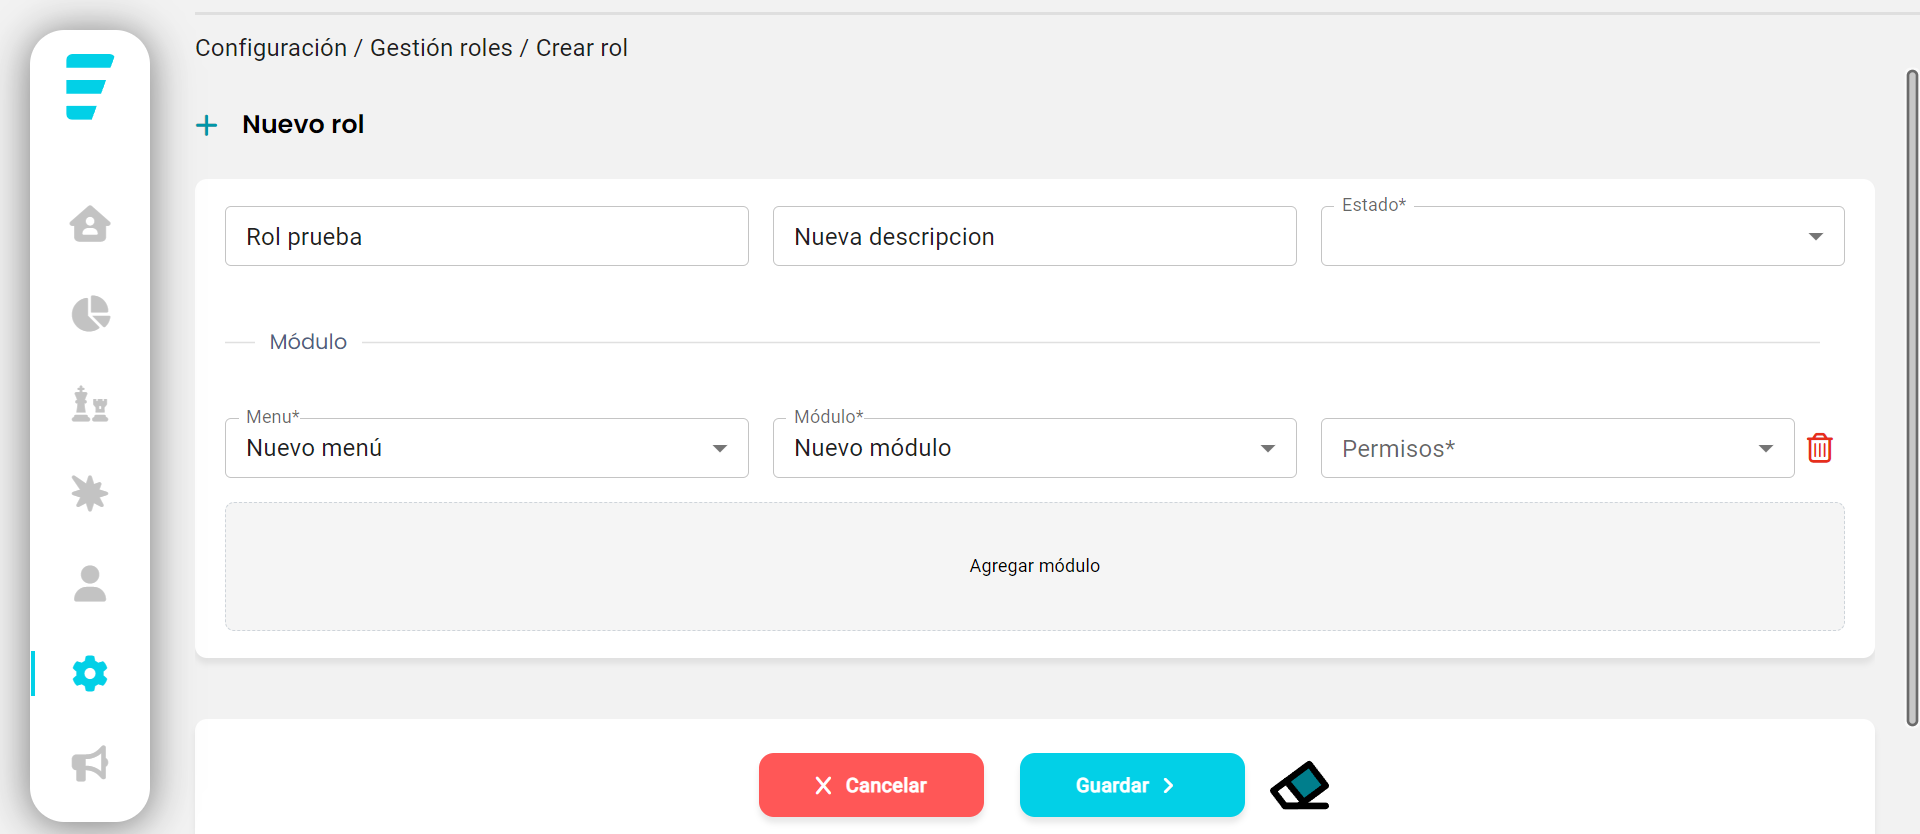 Configuración / Gestión roles / Crear rol
Nuevo rol
Rol prueba
Nueva descripcion
Estado*
Módulo
Menu*
Nuevo menú
Módulo*
Nuevo módulo
Permisos*
Agregar módulo
Cancelar
Guardar